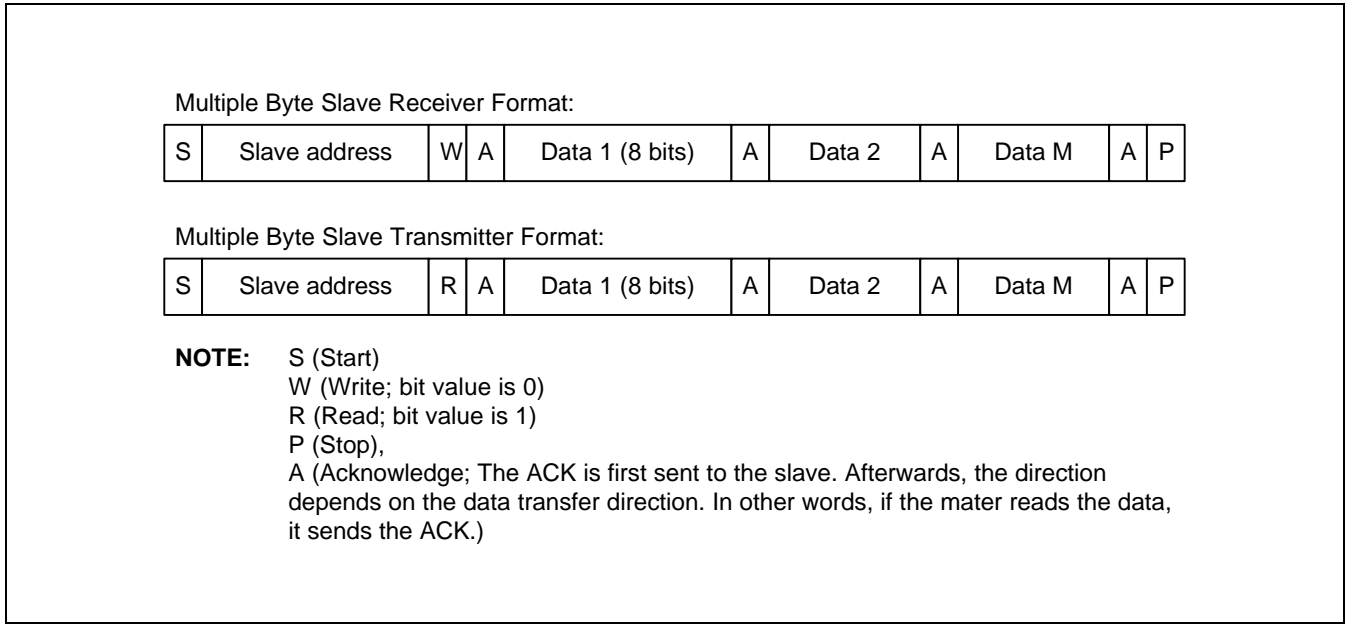 Multiple Byte Slave Receiver Format:
S Slave address W A Data 1 (8 bits) A Data 2 A Data M A P
Multiple Byte Slave Transmitter Format:
S Slave address R A Data 1 (8 bits) A Data 2 A Data M A P
NOTE: S (Start)
W (Write; bit value is 0)
R (Read; bit value is 1)
P (Stop),
A (Acknowledge; The ACK is first sent to the slave. Afterwards, the direction
depends on the data transfer direction. In other words, if the mater reads the data,
it sends the ACK.)